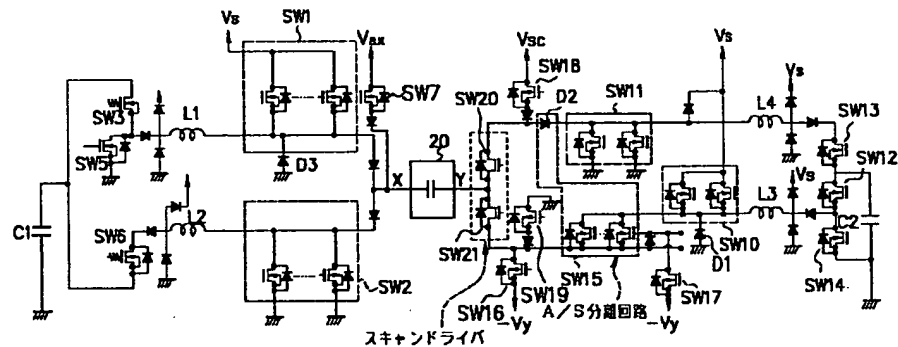 Vs
SW1
Vax
SW7
SW3
SW5
L1
D3
C1
SW6
L2
SW2
20
X
Y
Vsc
SW18
SW20
D2
SW11
Vs
L4
Vs
SW13
SW12
Vs
L3
C2
SW10
D1
SW14
SW21
SW19
SW15
SW16
-Vy
A/S分離回路
SW17
-Vy
スキャンドライバ